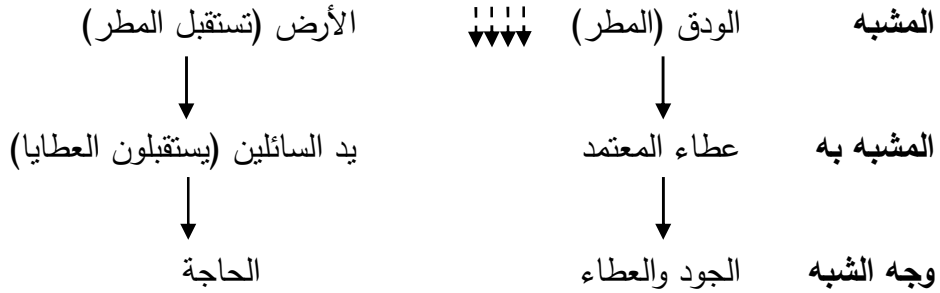 المشبه الودق (المطر) الأرض (تستقبل المطر)
المشبه به عطاء المعتمد يد السائلين (يستقبلون العطايا)
وجه الشبه الجود والعطاء الحاجة